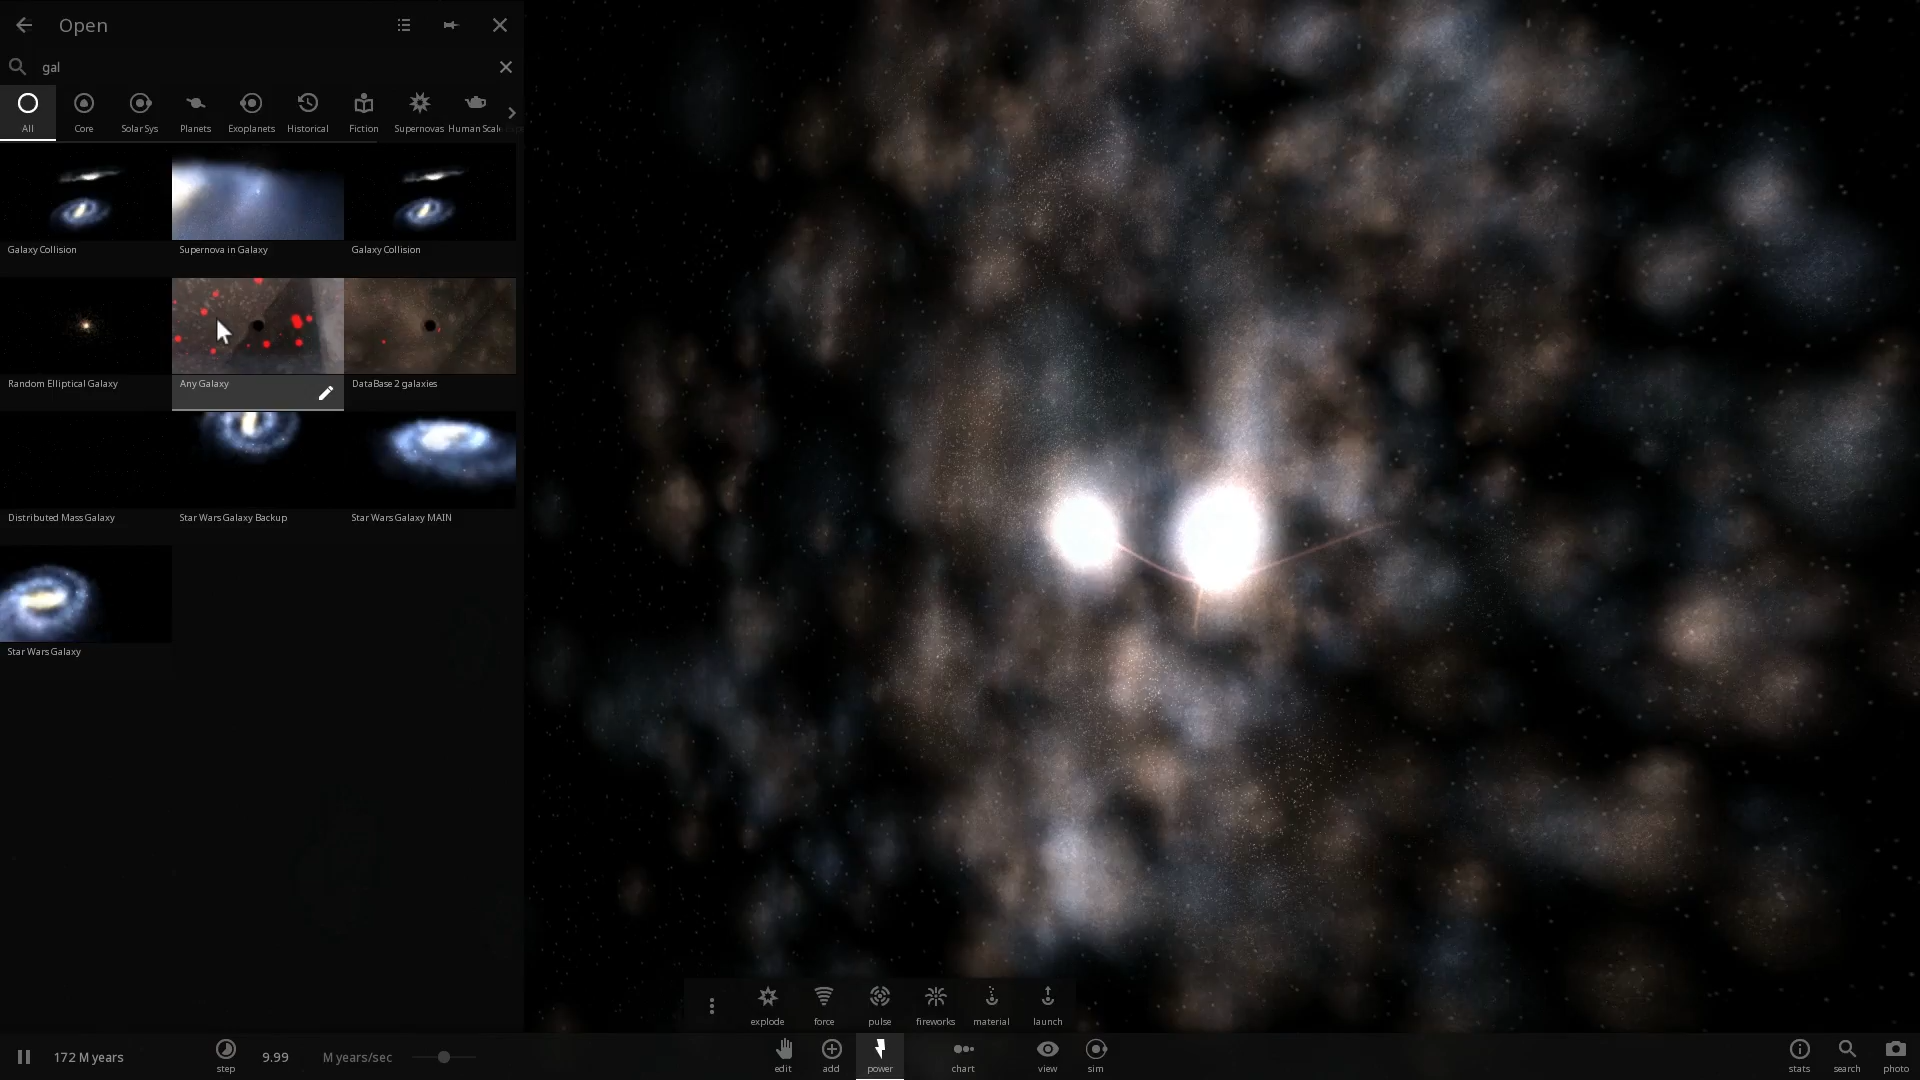 Open
gal
All
Core
Solar Sys
Planets
Exoplanets
Historical
Fiction
Supernovas
Human Scale
Galaxy Collision
Supernova in Galaxy
Galaxy Collision
Random Elliptical Galaxy
Any Galaxy
DataBase 2 galaxies
Distributed Mass Galaxy
Star Wars Galaxy Backup
Star Wars Galaxy MAIN
Star Wars Galaxy
explode
force
pulse
fireworks
material
launch
172 M years
step
9.99
M years/sec
edit
add
power
chart
view
sim
stats
search
photo